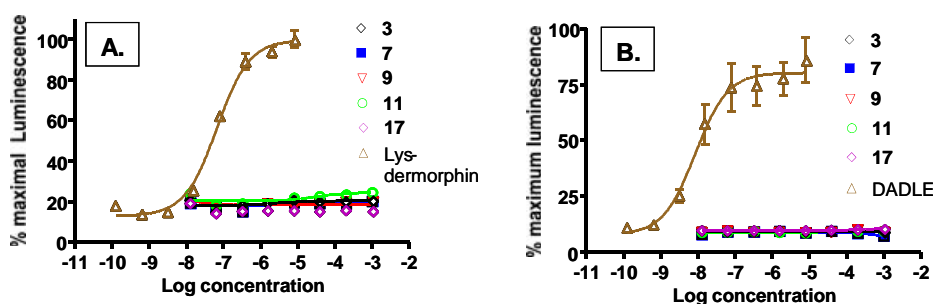 % maximal Luminescence
A.
100
80
60
40
20
0
-11 -10 -9 -8 -7 -6 -5 -4 -3 -2
Log concentration
3
7
9
11
17
Lys-
dermorphin
% maximum luminescence
B.
100
75
50
25
0
-11 -10 -9 -8 -7 -6 -5 -4 -3 -2
Log concentration
3
7
9
11
17
DADLE